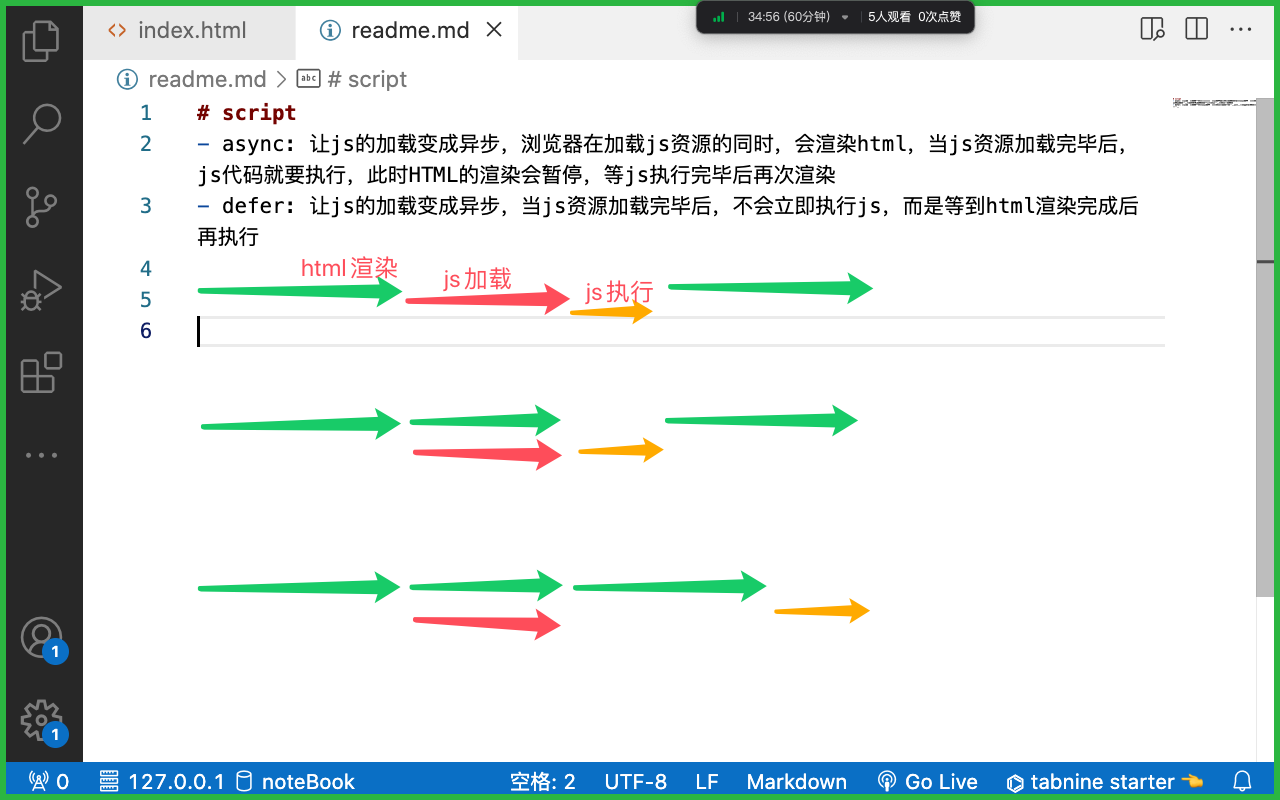 index.html
readme.md
34:56 (60分钟)
5人观看 0次点赞
readme.md
abc # script
1 # script
2 - async: 让js的加载变成异步，浏览器在加载js资源的同时，会渲染html，当js资源加载完毕后，
js代码就要执行，此时HTML的渲染会暂停，等js执行完毕后再次渲染
3 - defer: 让js的加载变成异步，当js资源加载完毕后，不会立即执行js，而是等到html渲染完成后
再执行
4
html渲染
js加载
js执行
5
6
1
1
0
127.0.0.1
noteBook
空格: 2
UTF-8
LF
Markdown
Go Live
tabnine starter